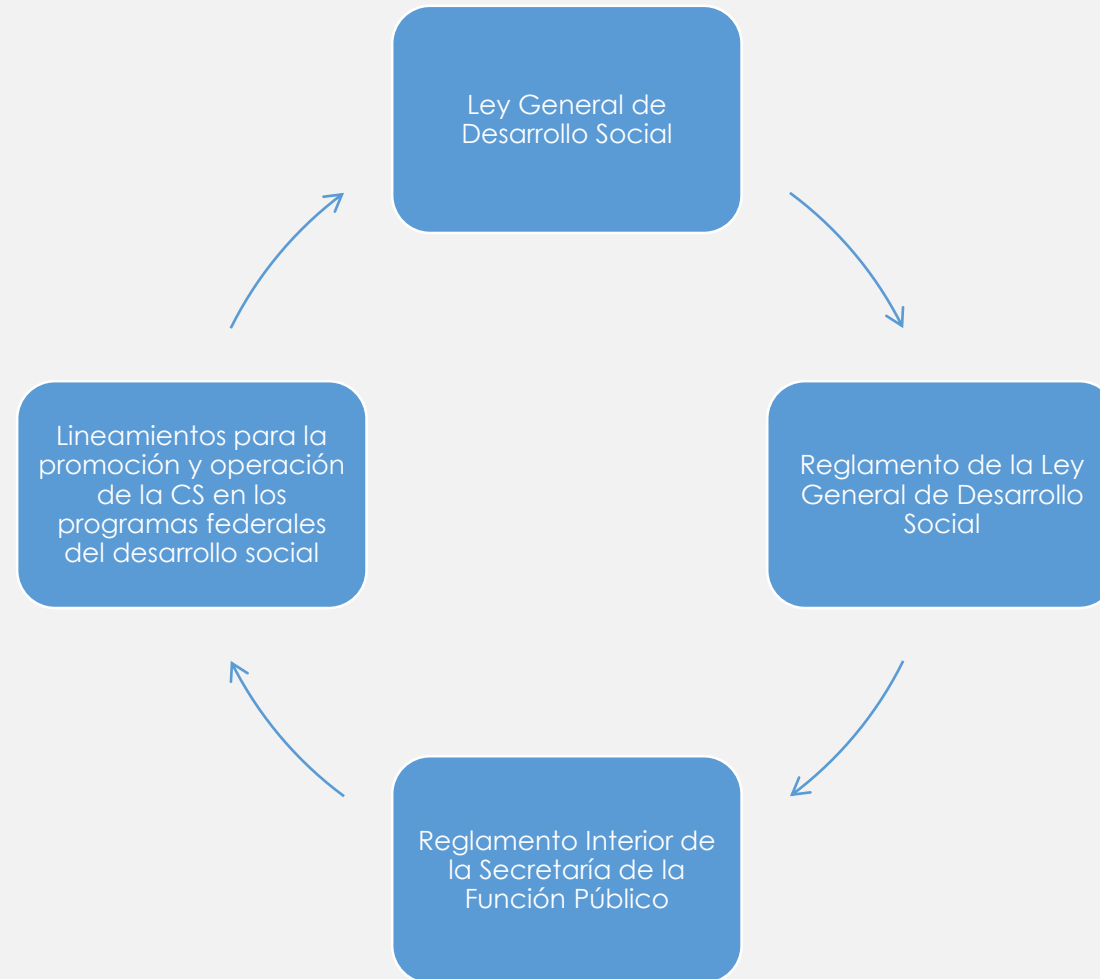 Ley General de
Desarrollo Social
Lineamientos para la
promoción y operación
de la CS en los
programas federales
del desarrollo social
Reglamento de la Ley
General de Desarrollo
Social
Reglamento Interior de
la Secretaría de la
Función Público